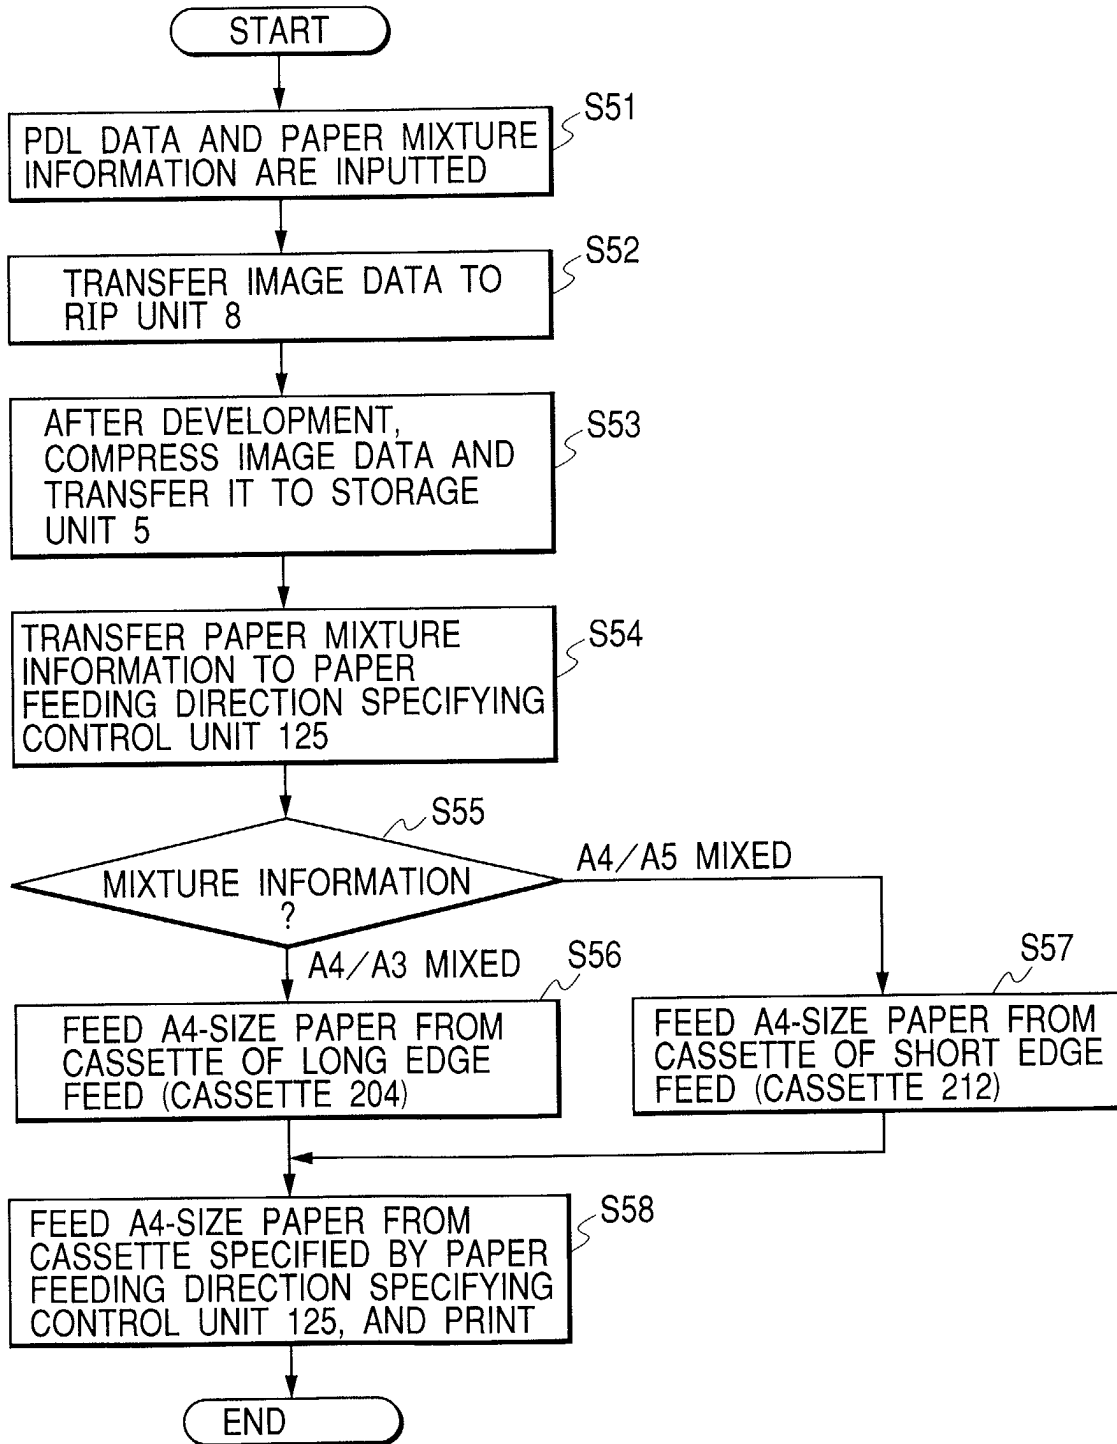 START
S51
PDL DATA AND PAPER MIXTURE
INFORMATION ARE INPUTTED
S52
TRANSFER IMAGE DATA TO
RIP UNIT 8
S53
AFTER DEVELOPMENT,
COMPRESS IMAGE DATA AND
TRANSFER IT TO STORAGE
UNIT 5
S54
TRANSFER PAPER MIXTURE
INFORMATION TO PAPER
FEEDING DIRECTION SPECIFYING
CONTROL UNIT 125
S55
MIXTURE INFORMATION
?
A4/A5 MIXED
A4/A3 MIXED
S56
FEED A4-SIZE PAPER FROM
CASSETTE OF LONG EDGE
FEED (CASSETTE 204)
S57
FEED A4-SIZE PAPER FROM
CASSETTE OF SHORT EDGE
FEED (CASSETTE 212)
S58
FEED A4-SIZE PAPER FROM
CASSETTE SPECIFIED BY PAPER
FEEDING DIRECTION SPECIFYING
CONTROL UNIT 125, AND PRINT
END